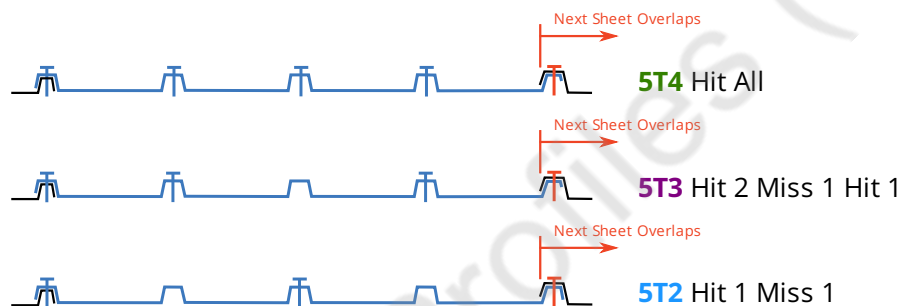 Next Sheet Overlaps
5T4 Hit All
Next Sheet Overlaps
5T3 Hit 2 Miss 1 Hit 1
Next Sheet Overlaps
5T2 Hit 1 Miss 1
rofiles (